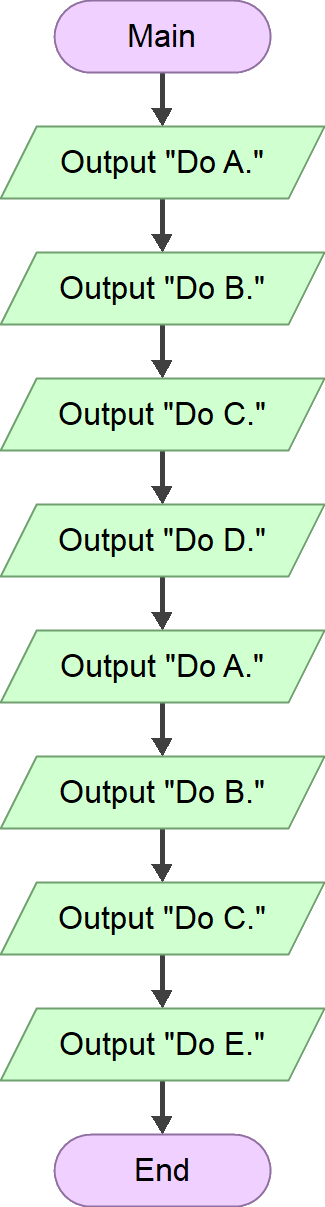 Main
Output "Do A."
Output "Do B."
Output "Do C."
Output "Do D."
Output "Do A."
Output "Do B."
Output "Do C."
Output "Do E."
End